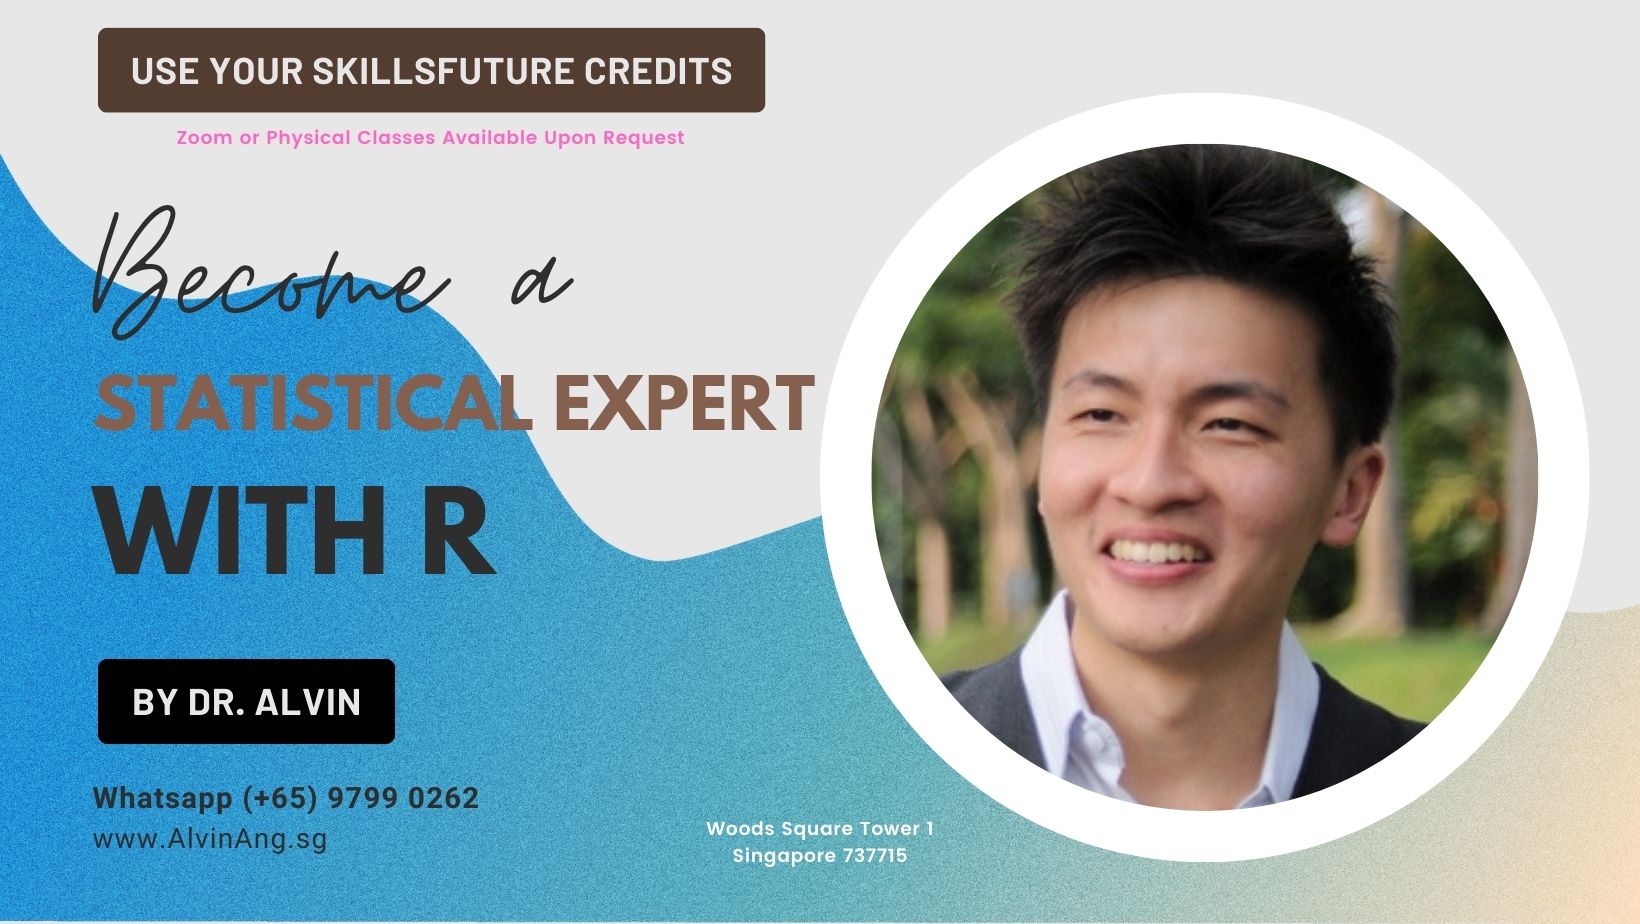 USE YOUR SKILLSFUTURE CREDITS
Zoom or Physical Classes Available Upon Request
Become a
STATISTICAL EXPERT
WITH R
BY DR. ALVIN
Whatsapp (+65) 9799 0262
www.AlvinAng.sg
Woods Square Tower 1
Singapore 737715